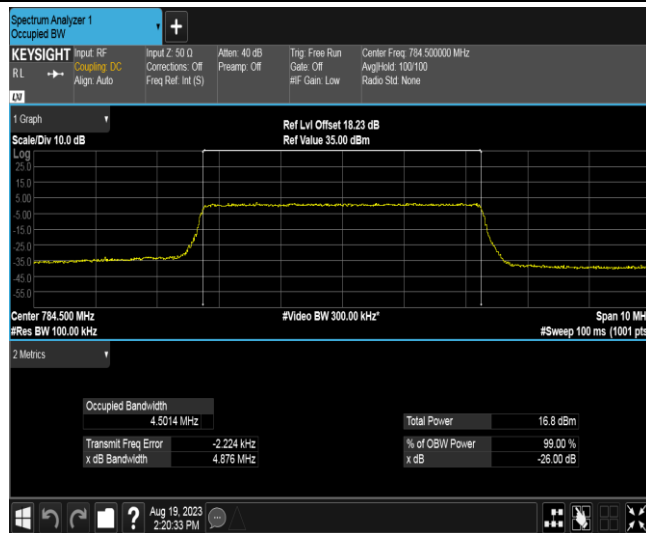 Spectrum Analyzer 1
Occupied BW
+
KEYSIGHT
RL
Input: RF
Coupling: DC
Align: Auto
Input Z: 50 Ω
Corrections: Off
Freq Ref: Int (S)
Atten: 40 dB
Preamp: Off
Trig: Free Run
Gate: Off
#IF Gain: Low
Center Freq: 784.500000 MHz
Avg|Hold: 100/100
Radio Std: None
1 Graph
Scale/Div 10.0 dB
Ref Lvl Offset 18.23 dB
Ref Value 35.00 dBm
Log
25.0
15.0
5.00
-5.00
-15.0
-25.0
-35.0
-45.0
-55.0
Center 784.500 MHz
#Video BW 300.00 kHz*
Span 10 MH
#Res BW 100.00 kHz
#Sweep 100 ms (1001 pts
2 Metrics
Occupied Bandwidth
4.5014 MHz
Total Power 16.8 dBm
Transmit Freq Error -2.224 kHz
% of OBW Power 99.00 %
x dB Bandwidth 4.876 MHz
x dB -26.00 dB
?
Aug 19, 2023
2:20:33 PM